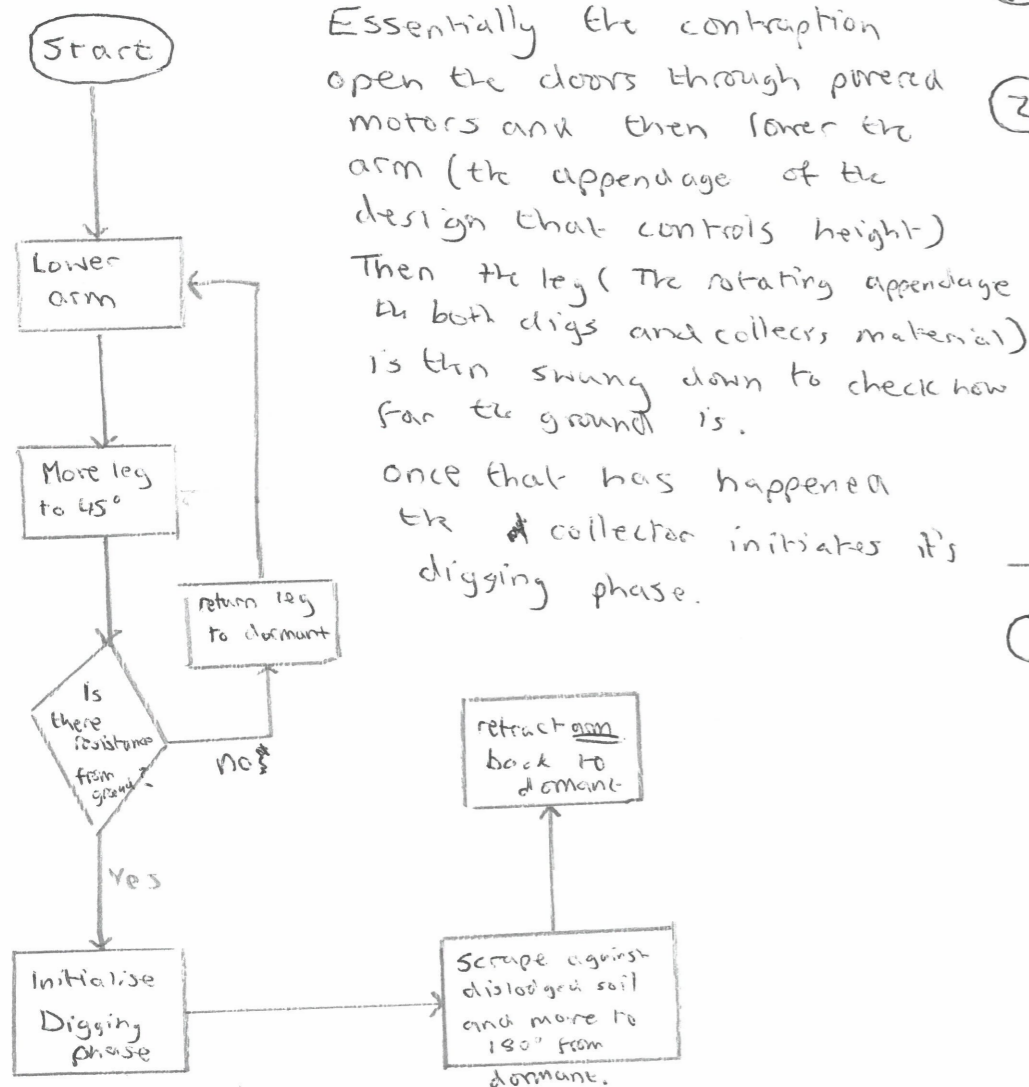 Start
Essentially the contraption
open the doors through powered
motors and then lower the
arm (the appendage of the
design that controls height)
Then the leg (The rotating appendage
th both digs and collects material)
is then swung down to check how
far the ground is.
once that has happened
the collector initiates it's
digging phase.
2
Lower
arm
Move leg
to 45°
return leg
to dormant
Is
there
resistance
from
ground?
no
Yes
Initialise
Digging
phase
Scrape against
dislodged soil
and move to
180° from
dormant.
retract arm
back to
dormant